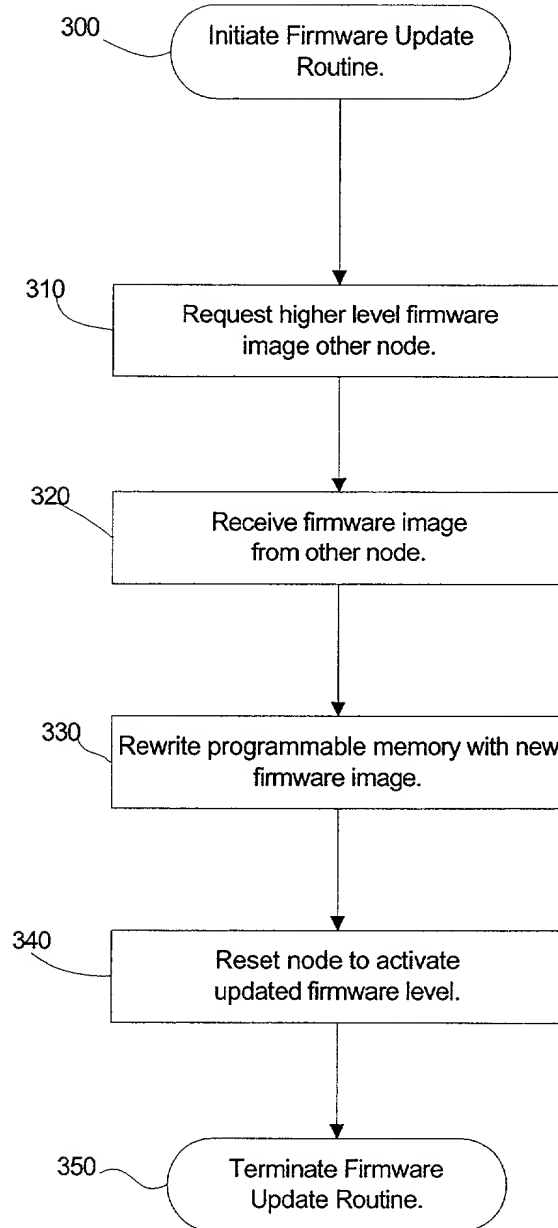 300
Initiate Firmware Update
Routine.
310
Request higher level firmware
image other node.
320
Receive firmware image
from other node.
330
Rewrite programmable memory with new
firmware image.
340
Reset node to activate
updated firmware level.
350
Terminate Firmware
Update Routine.